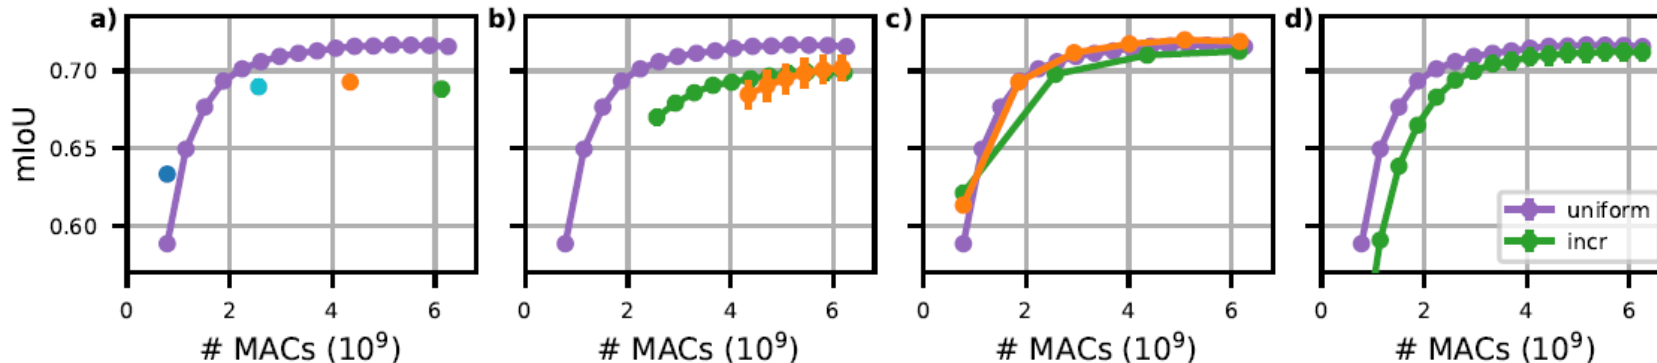 a) b) c) d)
0.70
0.65
0.60
mIoU
uniform
incr
0 2 4 6 0 2 4 6 0 2 4 6 0 2 4 6
# MACs (10⁹) # MACs (10⁹) # MACs (10⁹) # MACs (10⁹)